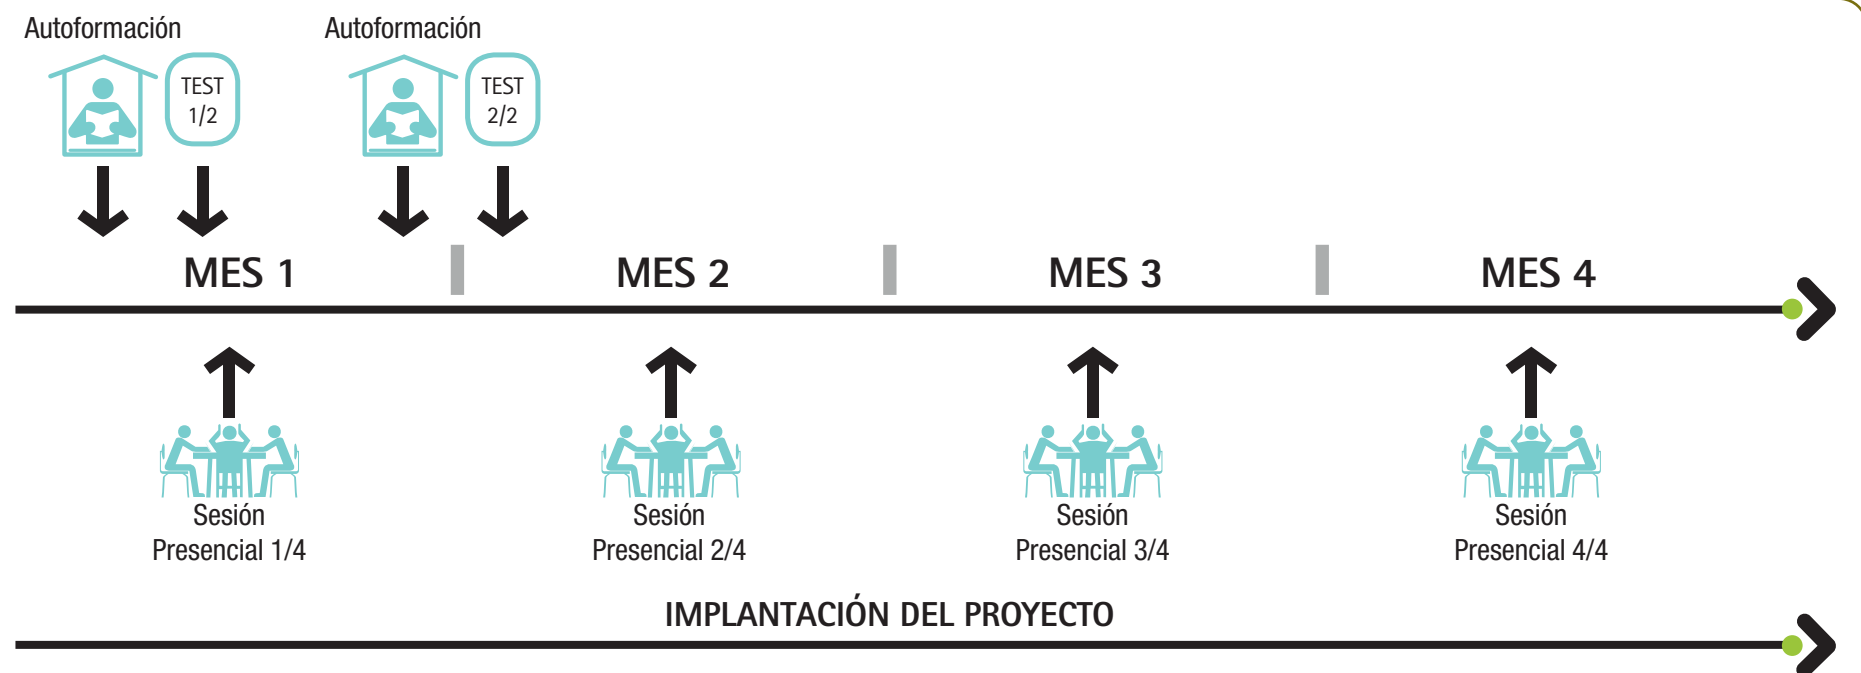 Autoformación
Autoformación
TEST
1/2
TEST
2/2
MES 1
MES 2
MES 3
MES 4
Sesión
Presencial 1/4
Sesión
Presencial 2/4
Sesión
Presencial 3/4
Sesión
Presencial 4/4
IMPLANTACIÓN DEL PROYECTO